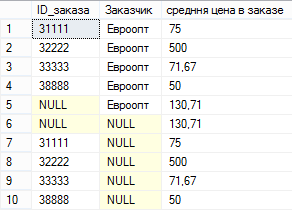 ID_заказа Заказчик средння цена в заказе
1 31111 Евроопт 75
2 32222 Евроопт 500
3 33333 Евроопт 71,67
4 38888 Евроопт 50
5 NULL Евроопт 130,71
6 NULL NULL 130,71
7 31111 NULL 75
8 32222 NULL 500
9 33333 NULL 71,67
10 38888 NULL 50